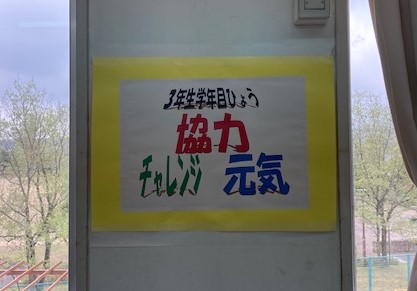 3年生学年目ひょう
協力
チャレンジ 元気